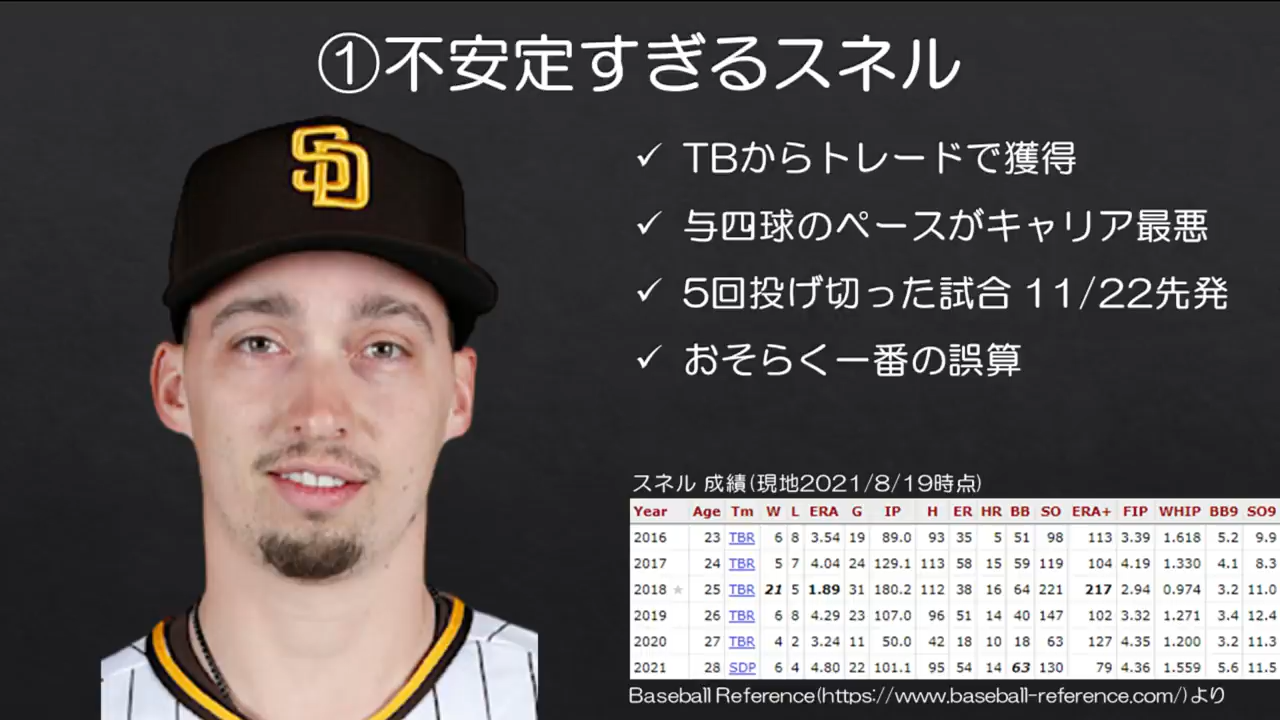 ①不安定すぎるスネル
SD
✓ TBからトレードで獲得
✓ 与四球のペースがキャリア最悪
✓ 5回投げ切った試合 11/22先発
✓ おそらく一番の誤算
スネル 成績(現地2021/8/19時点)
Year Age Tm W L ERA G IP H ER HR BB SO ERA+ FIP WHIP BB9 SO9
2016 23 TBR 6 8 3.54 19 89.0 93 35 5 51 98 113 3.39 1.618 5.2 9.9
2017 24 TBR 5 7 4.04 24 129.1 113 58 15 59 119 104 4.19 1.330 4.1 8.3
2018 ★ 25 TBR 21 5 1.89 31 180.2 112 38 16 64 221 217 2.94 0.974 3.2 11.0
2019 26 TBR 6 8 4.29 23 107.0 96 51 14 40 147 102 3.32 1.271 3.4 12.4
2020 27 TBR 4 2 3.24 11 50.0 42 18 10 18 63 127 4.35 1.200 3.2 11.3
2021 28 SDP 6 4 4.80 22 101.1 95 54 14 63 130 79 4.36 1.559 5.6 11.5
Baseball Reference(https://www.baseball-reference.com/)より